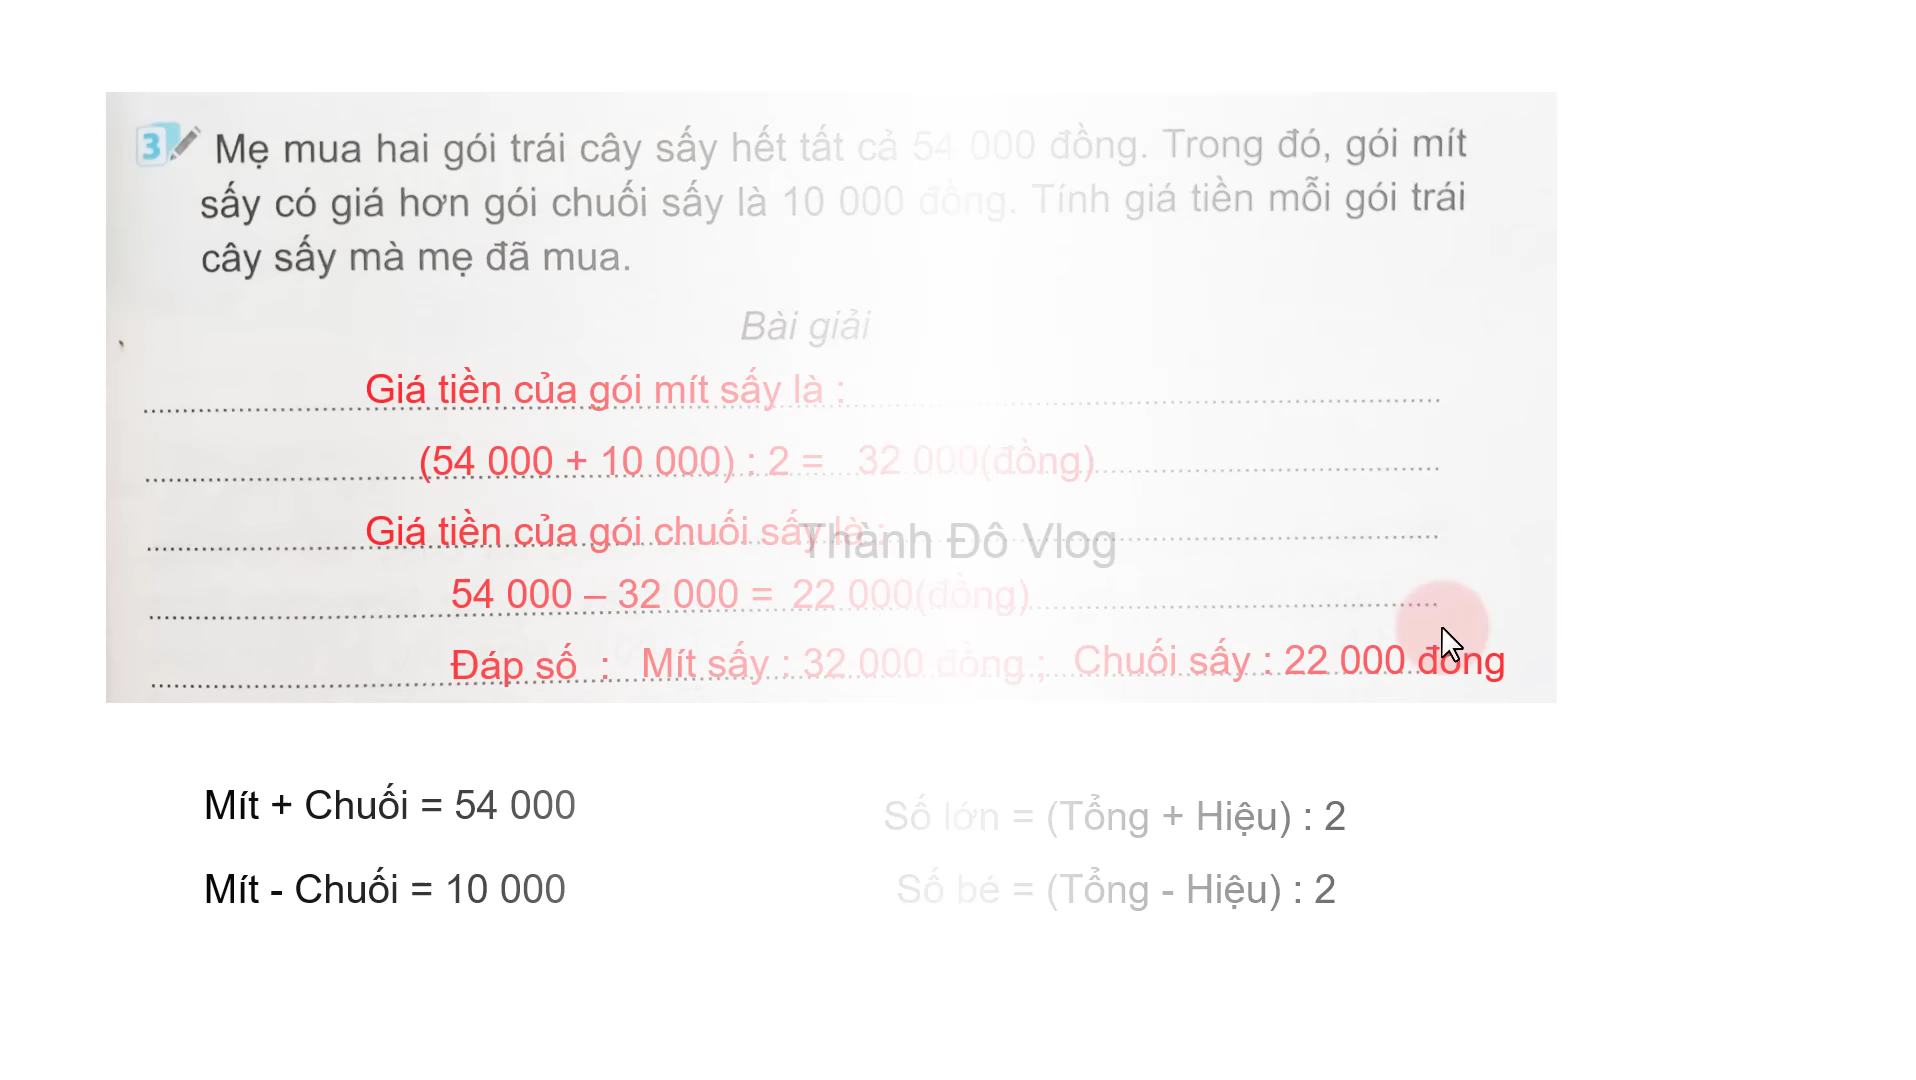 3 Mẹ mua hai gói trái cây sấy hết tất cả 54 000 đồng. Trong đó, gói mít
sấy có giá hơn gói chuối sấy là 10 000 đồng. Tính giá tiền mỗi gói trái
cây sấy mà mẹ đã mua.
Bài giải
Giá tiền của gói mít sấy là :
(54 000 + 10 000) : 2 = 32 000(đồng)
Giá tiền của gói chuối sấy là :
Thành Đô Vlog
54 000 – 32 000 = 22 000(đồng)
Đáp số : Mít sấy : 32 000 đồng ; Chuối sấy : 22 000 đồng
Mít + Chuối = 54 000
Số lớn = (Tổng + Hiệu) : 2
Mít - Chuối = 10 000
Số bé = (Tổng - Hiệu) : 2